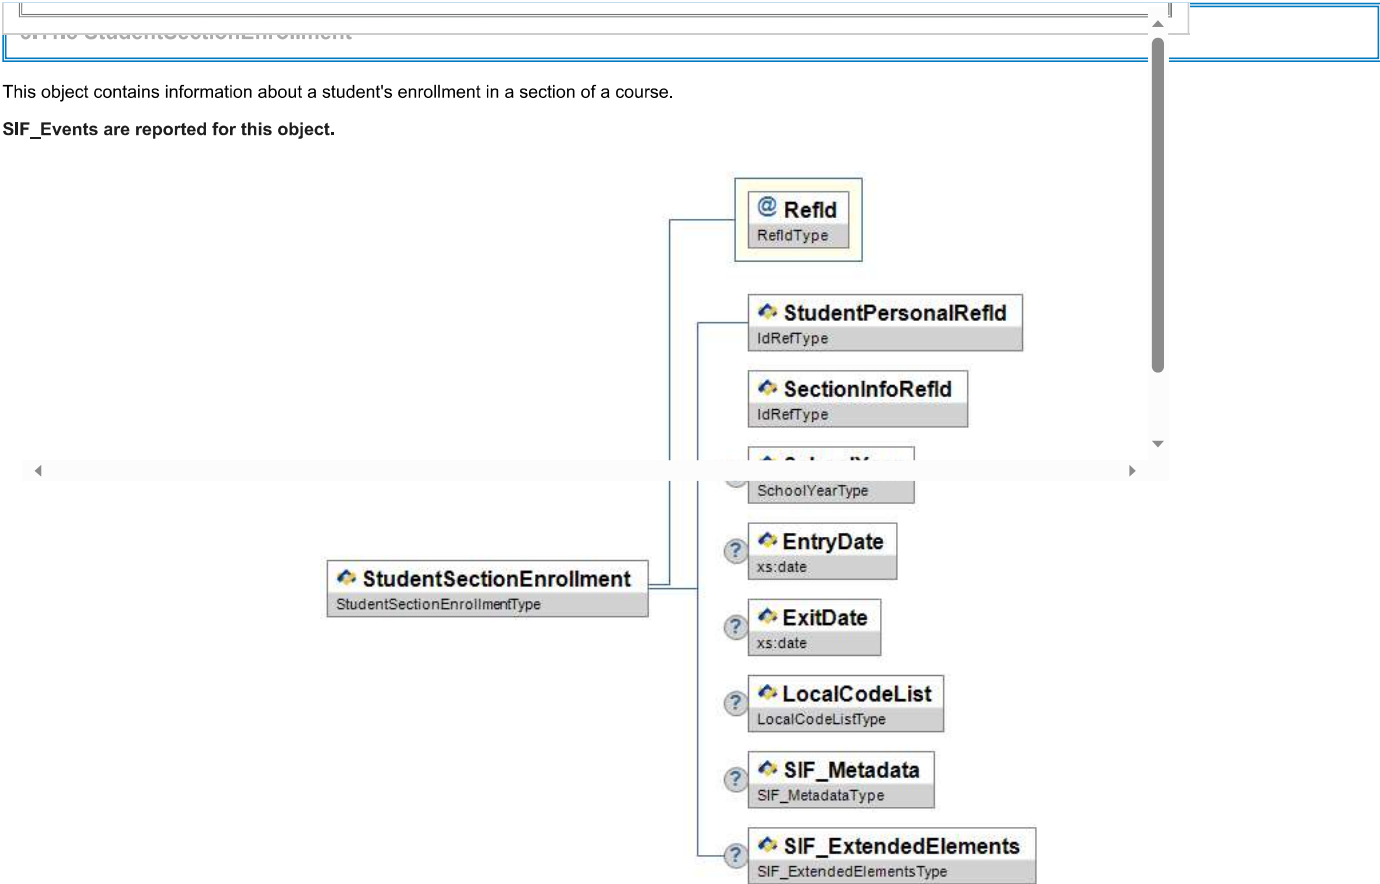 This object contains information about a student's enrollment in a section of a course.
SIF_Events are reported for this object.
@ RefId
RefIdType
StudentPersonalRefId
IdRefType
SectionInfoRefId
IdRefType
SchoolYearType
? EntryDate
xs:date
StudentSectionEnrollment
StudentSectionEnrollmentType
? ExitDate
xs:date
? LocalCodeList
LocalCodeListType
? SIF_Metadata
SIF_MetadataType
? SIF_ExtendedElements
SIF_ExtendedElementsType